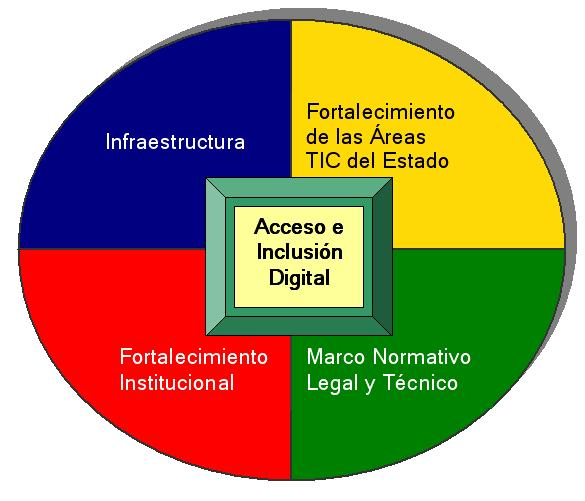 Infraestructura
Fortalecimiento
de las Áreas
TIC del Estado
Acceso e
Inclusión
Digital
Fortalecimiento
Institucional
Marco Normativo
Legal y Técnico